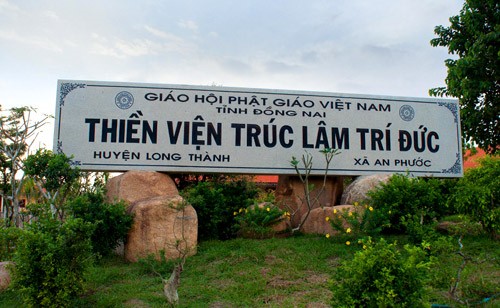 GIÁO HỘI PHẬT GIÁO VIỆT NAM
TỈNH ĐỒNG NAI
THIỀN VIỆN TRÚC LÂM TRÍ ĐỨC
HUYỆN LONG THÀNH XÃ AN PHƯỚC